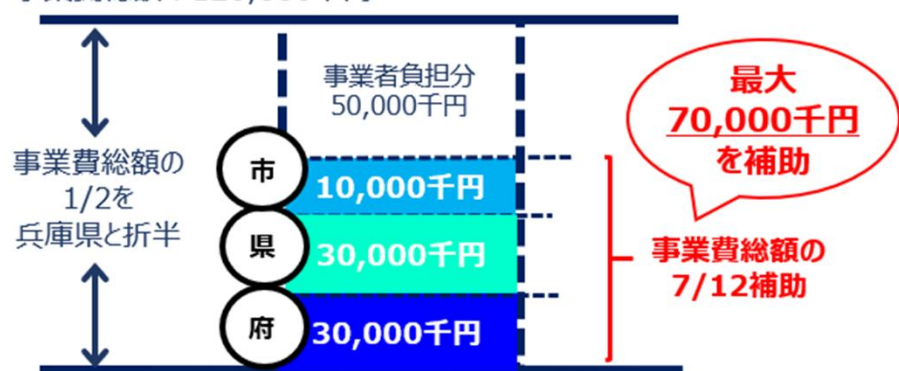 事業者負担分
50,000千円
最大
70,000千円
を補助
事業費総額の
1/2を
兵庫県と折半
市
10,000千円
県
30,000千円
事業費総額の
7/12補助
府
30,000千円